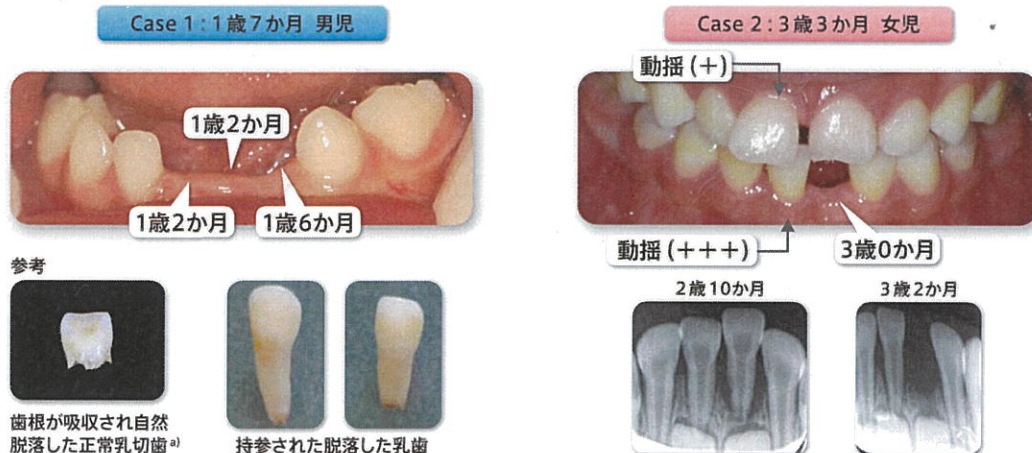 Case 1:1歳7か月 男児
1歳2か月
1歳2か月
1歳6か月
参考
歯根が吸収され自然
脱落した正常乳切歯a)
持参された脱落した乳歯
Case 2:3歳3か月 女児
動揺(+)
動揺(+++)
3歳0か月
2歳10か月
3歳2か月